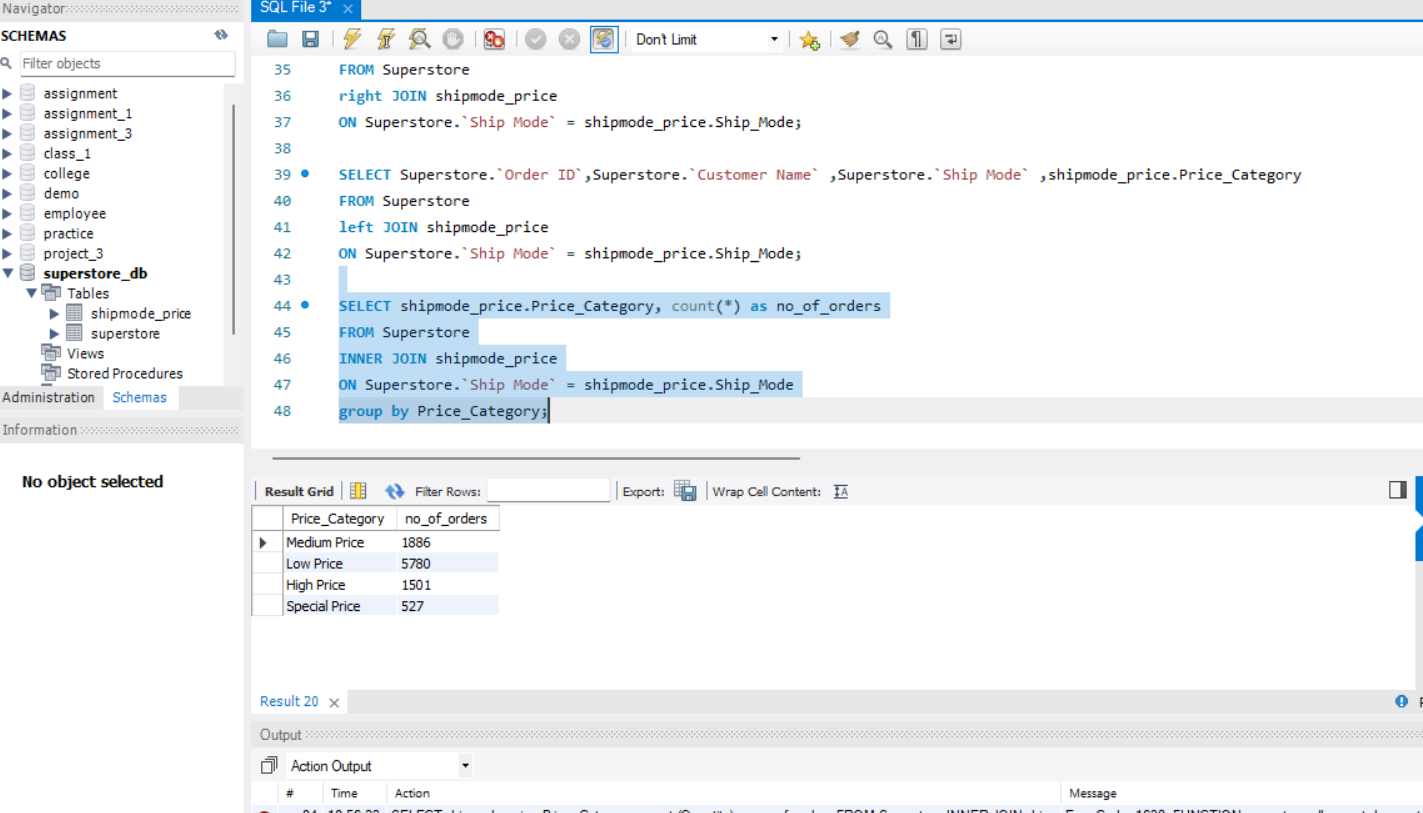 Navigator
SQL File 3* ×
SCHEMAS
Don't Limit
Filter objects
assignment
assignment_1
assignment_3
class_1
college
demo
employee
practice
project_3
superstore_db
Tables
shipmode_price
superstore
Views
Stored Procedures
Administration Schemas
Information
No object selected
35 FROM Superstore
36 right JOIN shipmode_price
37 ON Superstore.`Ship Mode` = shipmode_price.Ship_Mode;
38
39 SELECT Superstore.`Order ID`,Superstore.`Customer Name` ,Superstore.`Ship Mode` ,shipmode_price.Price_Category
40 FROM Superstore
41 left JOIN shipmode_price
42 ON Superstore.`Ship Mode` = shipmode_price.Ship_Mode;
43
44 SELECT shipmode_price.Price_Category, count(*) as no_of_orders
45 FROM Superstore
46 INNER JOIN shipmode_price
47 ON Superstore.`Ship Mode` = shipmode_price.Ship_Mode
48 group by Price_Category;
Result Grid Filter Rows: Export: Wrap Cell Content:
Price_Category no_of_orders
Medium Price 1886
Low Price 5780
High Price 1501
Special Price 527
Result 20 ×
Output
Action Output
# Time Action Message